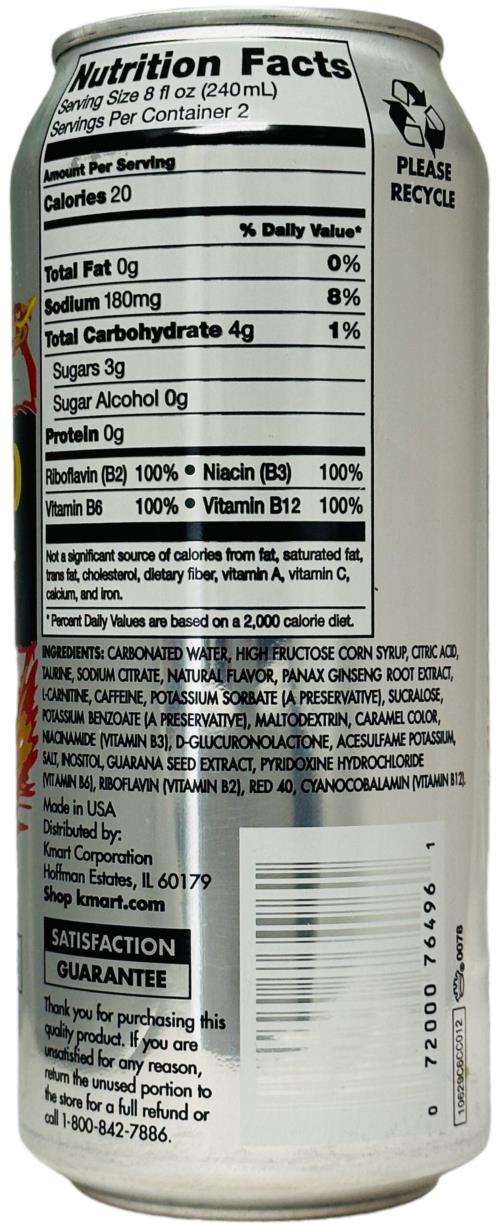 Nutrition Facts
Serving Size 8 fl oz (240mL)
Servings Per Container 2
Amount Per Serving
Calories 20
% Daily Value*
Total Fat 0g 0%
Sodium 180mg 8%
Total Carbohydrate 4g 1%
Sugars 3g
Sugar Alcohol 0g
Protein 0g
Riboflavin (B2) 100% • Niacin (B3) 100%
Vitamin B6 100% • Vitamin B12 100%
Not a significant source of calories from fat, saturated fat,
trans fat, cholesterol, dietary fiber, vitamin A, vitamin C,
calcium, and iron.
* Percent Daily Values are based on a 2,000 calorie diet.
PLEASE
RECYCLE
INGREDIENTS: CARBONATED WATER, HIGH FRUCTOSE CORN SYRUP, CITRIC ACID,
TAURINE, SODIUM CITRATE, NATURAL FLAVOR, PANAX GINSENG ROOT EXTRACT,
L-CARNITINE, CAFFEINE, POTASSIUM SORBATE (A PRESERVATIVE), SUCRALOSE,
POTASSIUM BENZOATE (A PRESERVATIVE), MALTODEXTRIN, CARAMEL COLOR,
NIACINAMIDE (VITAMIN B3), D-GLUCURONOLACTONE, ACESULFAME POTASSIUM,
SALT, INOSITOL, GUARANA SEED EXTRACT, PYRIDOXINE HYDROCHLORIDE
(VITAMIN B6), RIBOFLAVIN (VITAMIN B2), RED 40, CYANOCOBALAMIN (VITAMIN B12).
Made in USA
Distributed by:
Kmart Corporation
Hoffman Estates, IL 60179
Shop kmart.com
SATISFACTION
GUARANTEE
Thank you for purchasing this
quality product. If you are
unsatisfied for any reason,
return the unused portion to
the store for a full refund or
call 1-800-842-7886.
0 72000 76496 1
10629C6CC012
0078